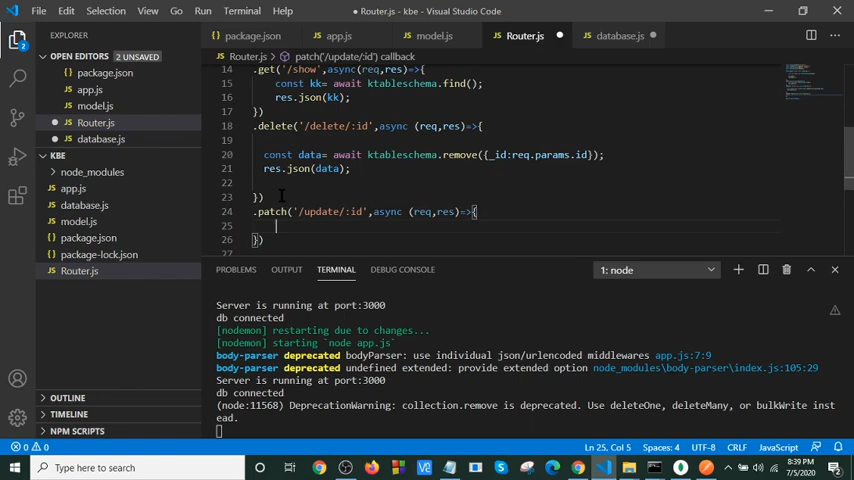 File Edit Selection View Go Run Terminal Help Router.js - kbe - Visual Studio Code
EXPLORER
package.json app.js model.js Router.js database.js
OPEN EDITORS 2 UNSAVED
package.json
app.js
model.js
Router.js
database.js
KBE
node_modules
app.js
database.js
model.js
package.json
package-lock.json
Router.js
OUTLINE
TIMELINE
NPM SCRIPTS
2
Router.js > patch('/update/:id') callback
14 .get('/show',async(req,res)=>{
15 const kk= await ktableschema.find();
16 res.json(kk);
17 })
18 .delete('/delete/:id',async (req,res)=>{
19
20 const data= await ktableschema.remove({_id:req.params.id});
21 res.json(data);
22
23 })
24 .patch('/update/:id',async (req,res)=>{
25
26 })
27
PROBLEMS OUTPUT TERMINAL DEBUG CONSOLE 1: node
Server is running at port:3000
db connected
[nodemon] restarting due to changes...
[nodemon] starting `node app.js`
body-parser deprecated bodyParser: use individual json/urlencoded middlewares app.js:7:9
body-parser deprecated undefined extended: provide extended option node_modules\body-parser\index.js:105:29
Server is running at port:3000
db connected
(node:11568) DeprecationWarning: collection.remove is deprecated. Use deleteOne, deleteMany, or bulkWrite inst
ead.
0 0 Ln 25, Col 5 Spaces: 4 UTF-8 CRLF JavaScript
Type here to search
8:39 PM
7/5/2020